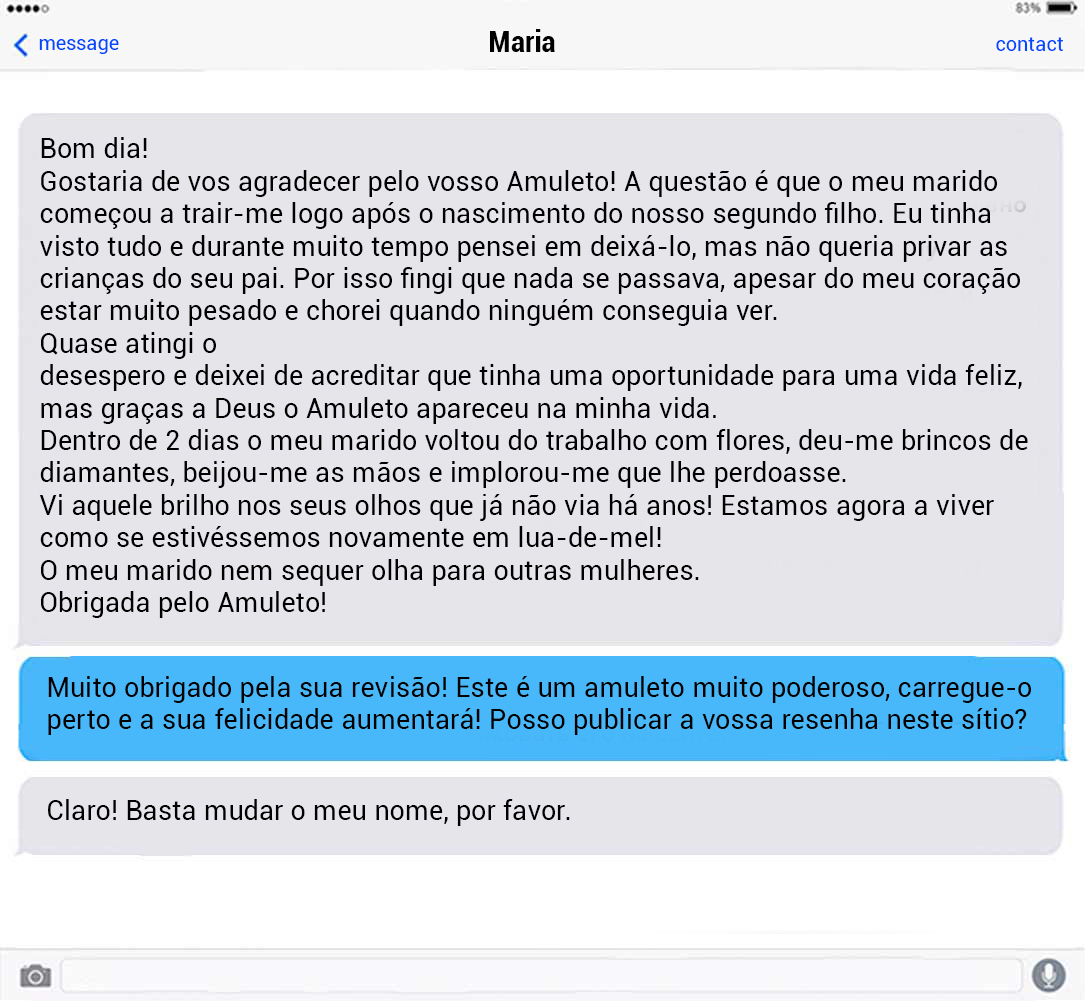 83%
message
Maria
contact
Bom dia!
Gostaria de vos agradecer pelo vosso Amuleto! A questão é que o meu marido
começou a trair-me logo após o nascimento do nosso segundo filho. Eu tinha
visto tudo e durante muito tempo pensei em deixá-lo, mas não queria privar as
crianças do seu pai. Por isso fingi que nada se passava, apesar do meu coração
estar muito pesado e chorei quando ninguém conseguia ver.
Quase atingi o
desespero e deixei de acreditar que tinha uma oportunidade para uma vida feliz,
mas graças a Deus o Amuleto apareceu na minha vida.
Dentro de 2 dias o meu marido voltou do trabalho com flores, deu-me brincos de
diamantes, beijou-me as mãos e implorou-me que lhe perdoasse.
Vi aquele brilho nos seus olhos que já não via há anos! Estamos agora a viver
como se estivéssemos novamente em lua-de-mel!
O meu marido nem sequer olha para outras mulheres.
Obrigada pelo Amuleto!
Muito obrigado pela sua revisão! Este é um amuleto muito poderoso, carregue-o
perto e a sua felicidade aumentará! Posso publicar a vossa resenha neste sítio?
Claro! Basta mudar o meu nome, por favor.